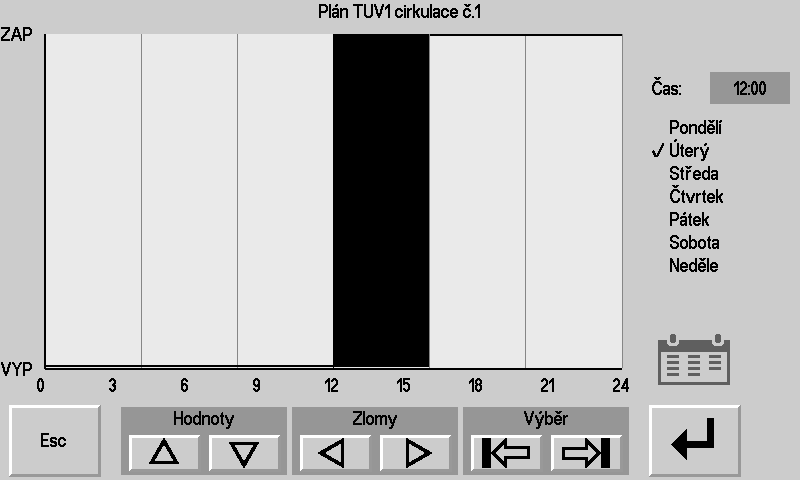 Plán TUV1 cirkulace č.1
ZAP
Čas: 12:00
Pondělí
✓ Úterý
Středa
Čtvrtek
Pátek
Sobota
Neděle
VYP
0 3 6 9 12 15 18 21 24
Esc
Hodnoty Zlomy Výběr